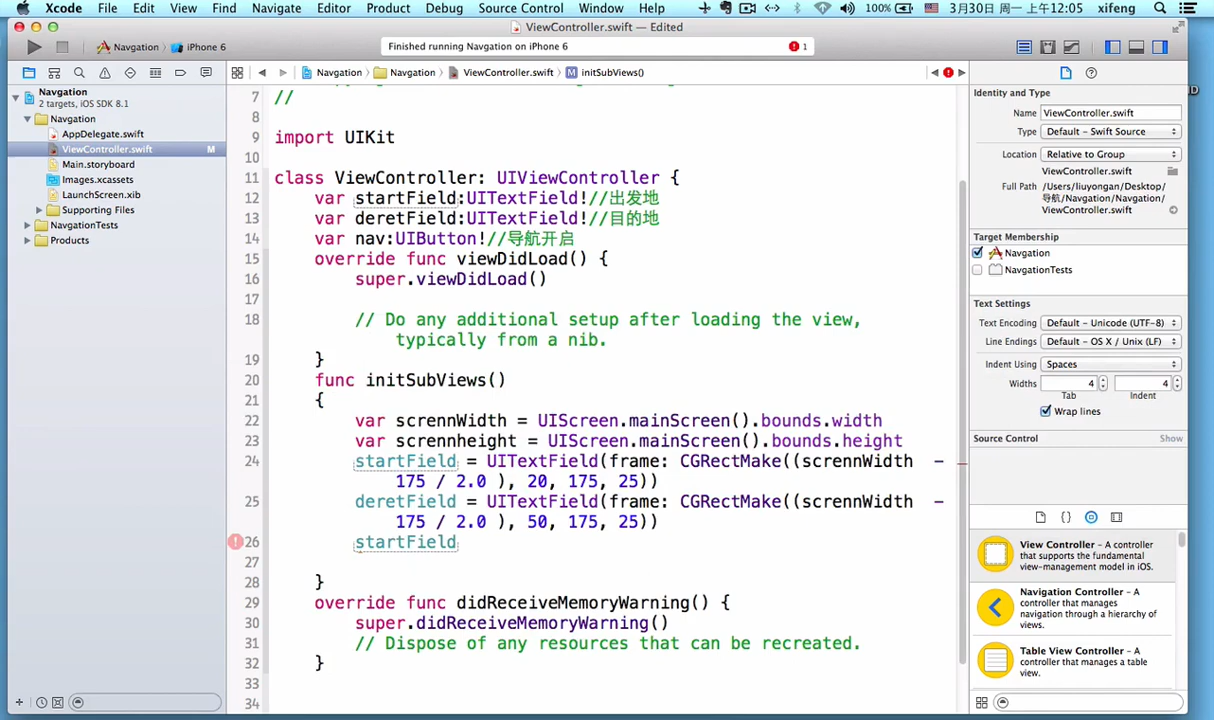 Xcode File Edit View Find Navigate Editor Product Debug Source Control Window Help 100% 3月30日 周一 上午12:05 xifeng
ViewController.swift — Edited
Navgation iPhone 6 Finished running Navgation on iPhone 6 1
Navgation Navgation ViewController.swift M initSubViews()
Navgation
2 targets, iOS SDK 8.1
Navgation
AppDelegate.swift
ViewController.swift M
Main.storyboard
Images.xcassets
LaunchScreen.xib
Supporting Files
NavgationTests
Products
7 //
8
9 import UIKit
10
11 class ViewController: UIViewController {
12 var startField:UITextField!//出发地
13 var deretField:UITextField!//目的地
14 var nav:UIButton!//导航开启
15 override func viewDidLoad() {
16 super.viewDidLoad()
17
18 // Do any additional setup after loading the view,
typically from a nib.
19 }
20 func initSubViews()
21 {
22 var scrennWidth = UIScreen.mainScreen().bounds.width
23 var scrennheight = UIScreen.mainScreen().bounds.height
24 startField = UITextField(frame: CGRectMake((scrennWidth -
175 / 2.0 ), 20, 175, 25))
25 deretField = UITextField(frame: CGRectMake((scrennWidth -
175 / 2.0 ), 50, 175, 25))
26 startField
27
28 }
29 override func didReceiveMemoryWarning() {
30 super.didReceiveMemoryWarning()
31 // Dispose of any resources that can be recreated.
32 }
33
34
Identity and Type
Name ViewController.swift
Type Default - Swift Source
Location Relative to Group
ViewController.swift
Full Path /Users/liuyongan/Desktop/
导航/Navgation/Navgation/
ViewController.swift
Target Membership
Navgation
NavgationTests
Text Settings
Text Encoding Default - Unicode (UTF-8)
Line Endings Default - OS X / Unix (LF)
Indent Using Spaces
Widths 4 4
Tab Indent
Wrap lines
Source Control Show
{}
View Controller - A controller
that supports the fundamental
view-management model in iOS.
Navigation Controller - A
controller that manages
navigation through a hierarchy of
views.
Table View Controller - A
controller that manages a table
view.